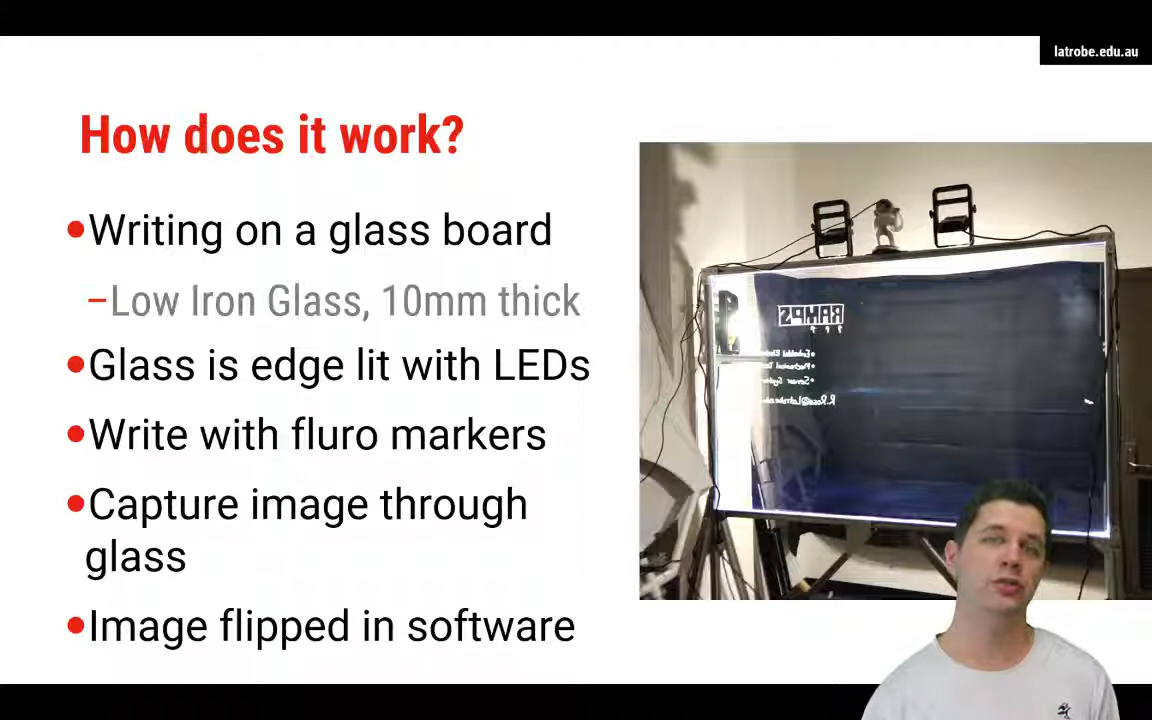 latrobe.edu.au
How does it work?
•Writing on a glass board
–Low Iron Glass, 10mm thick
•Glass is edge lit with LEDs
•Write with fluro markers
•Capture image through
glass
•Image flipped in software
RAMPS